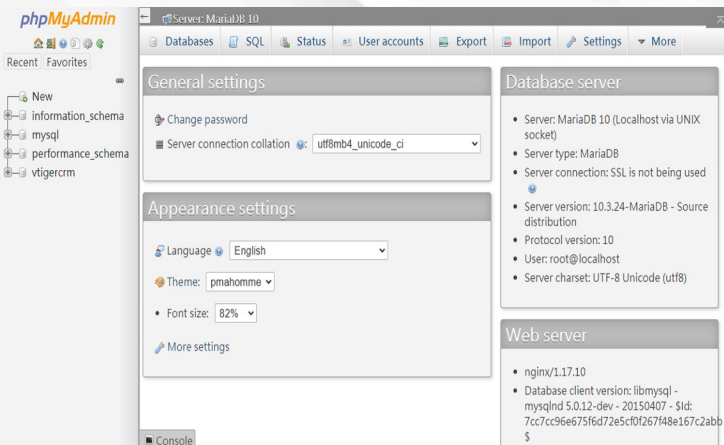 phpMyAdmin
Recent Favorites
New
information_schema
mysql
performance_schema
vtigercrm
Server: MariaDB 10
Databases SQL Status User accounts Export Import Settings More
General settings
Change password
Server connection collation : utf8mb4_unicode_ci
Appearance settings
Language English
Theme: pmahomme
Font size: 82%
More settings
Console
Database server
Server: MariaDB 10 (Localhost via UNIX
socket)
Server type: MariaDB
Server connection: SSL is not being used
Server version: 10.3.24-MariaDB - Source
distribution
Protocol version: 10
User: root@localhost
Server charset: UTF-8 Unicode (utf8)
Web server
nginx/1.17.10
Database client version: libmysql -
mysqlnd 5.0.12-dev - 20150407 - $Id:
7cc7cc96e675f6d72e5cf0f267f48e167c2abb
$